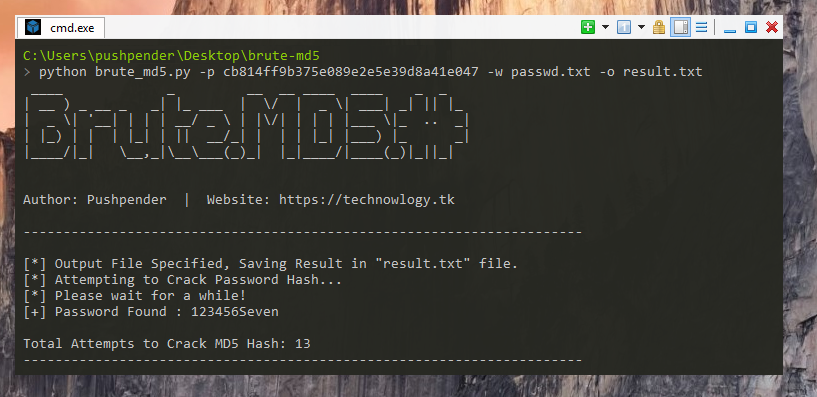 cmd.exe
C:\Users\pushpender\Desktop\brute-md5
> python brute_md5.py -p cb814ff9b375e089e2e5e39d8a41e047 -w passwd.txt -o result.txt
Brute.MD5.#
Author: Pushpender | Website: https://technowlogy.tk
----------------------------------------------------------------------
[*] Output File Specified, Saving Result in "result.txt" file.
[*] Attempting to Crack Password Hash...
[*] Please wait for a while!
[+] Password Found : 123456Seven
Total Attempts to Crack MD5 Hash: 13
----------------------------------------------------------------------